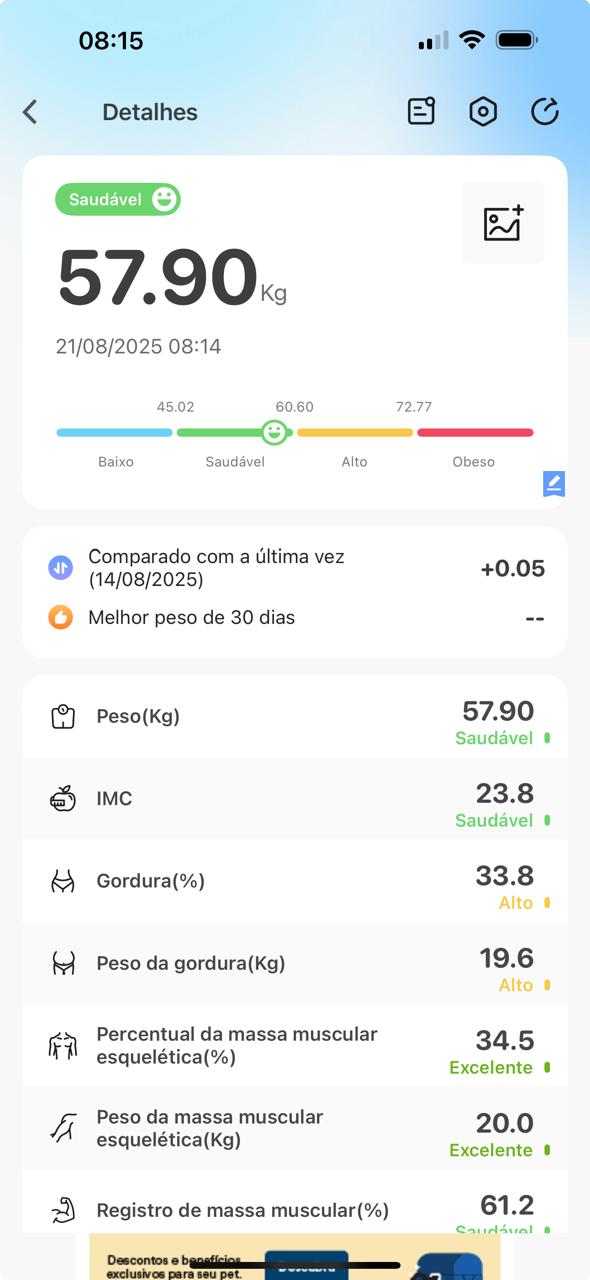 08:15
Detalhes
Saudável
57.90Kg
21/08/2025 08:14
45.02 60.60 72.77
Baixo Saudável Alto Obeso
Comparado com a última vez
(14/08/2025)
+0.05
Melhor peso de 30 dias --
Peso(Kg) 57.90
Saudável
IMC 23.8
Saudável
Gordura(%) 33.8
Alto
Peso da gordura(Kg) 19.6
Alto
Percentual da massa muscular
esquelética(%)
34.5
Excelente
Peso da massa muscular
esquelética(Kg)
20.0
Excelente
Registro de massa muscular(%) 61.2
Saudável
Descontos e benefícios
exclusivos para seu pet.
Descubra